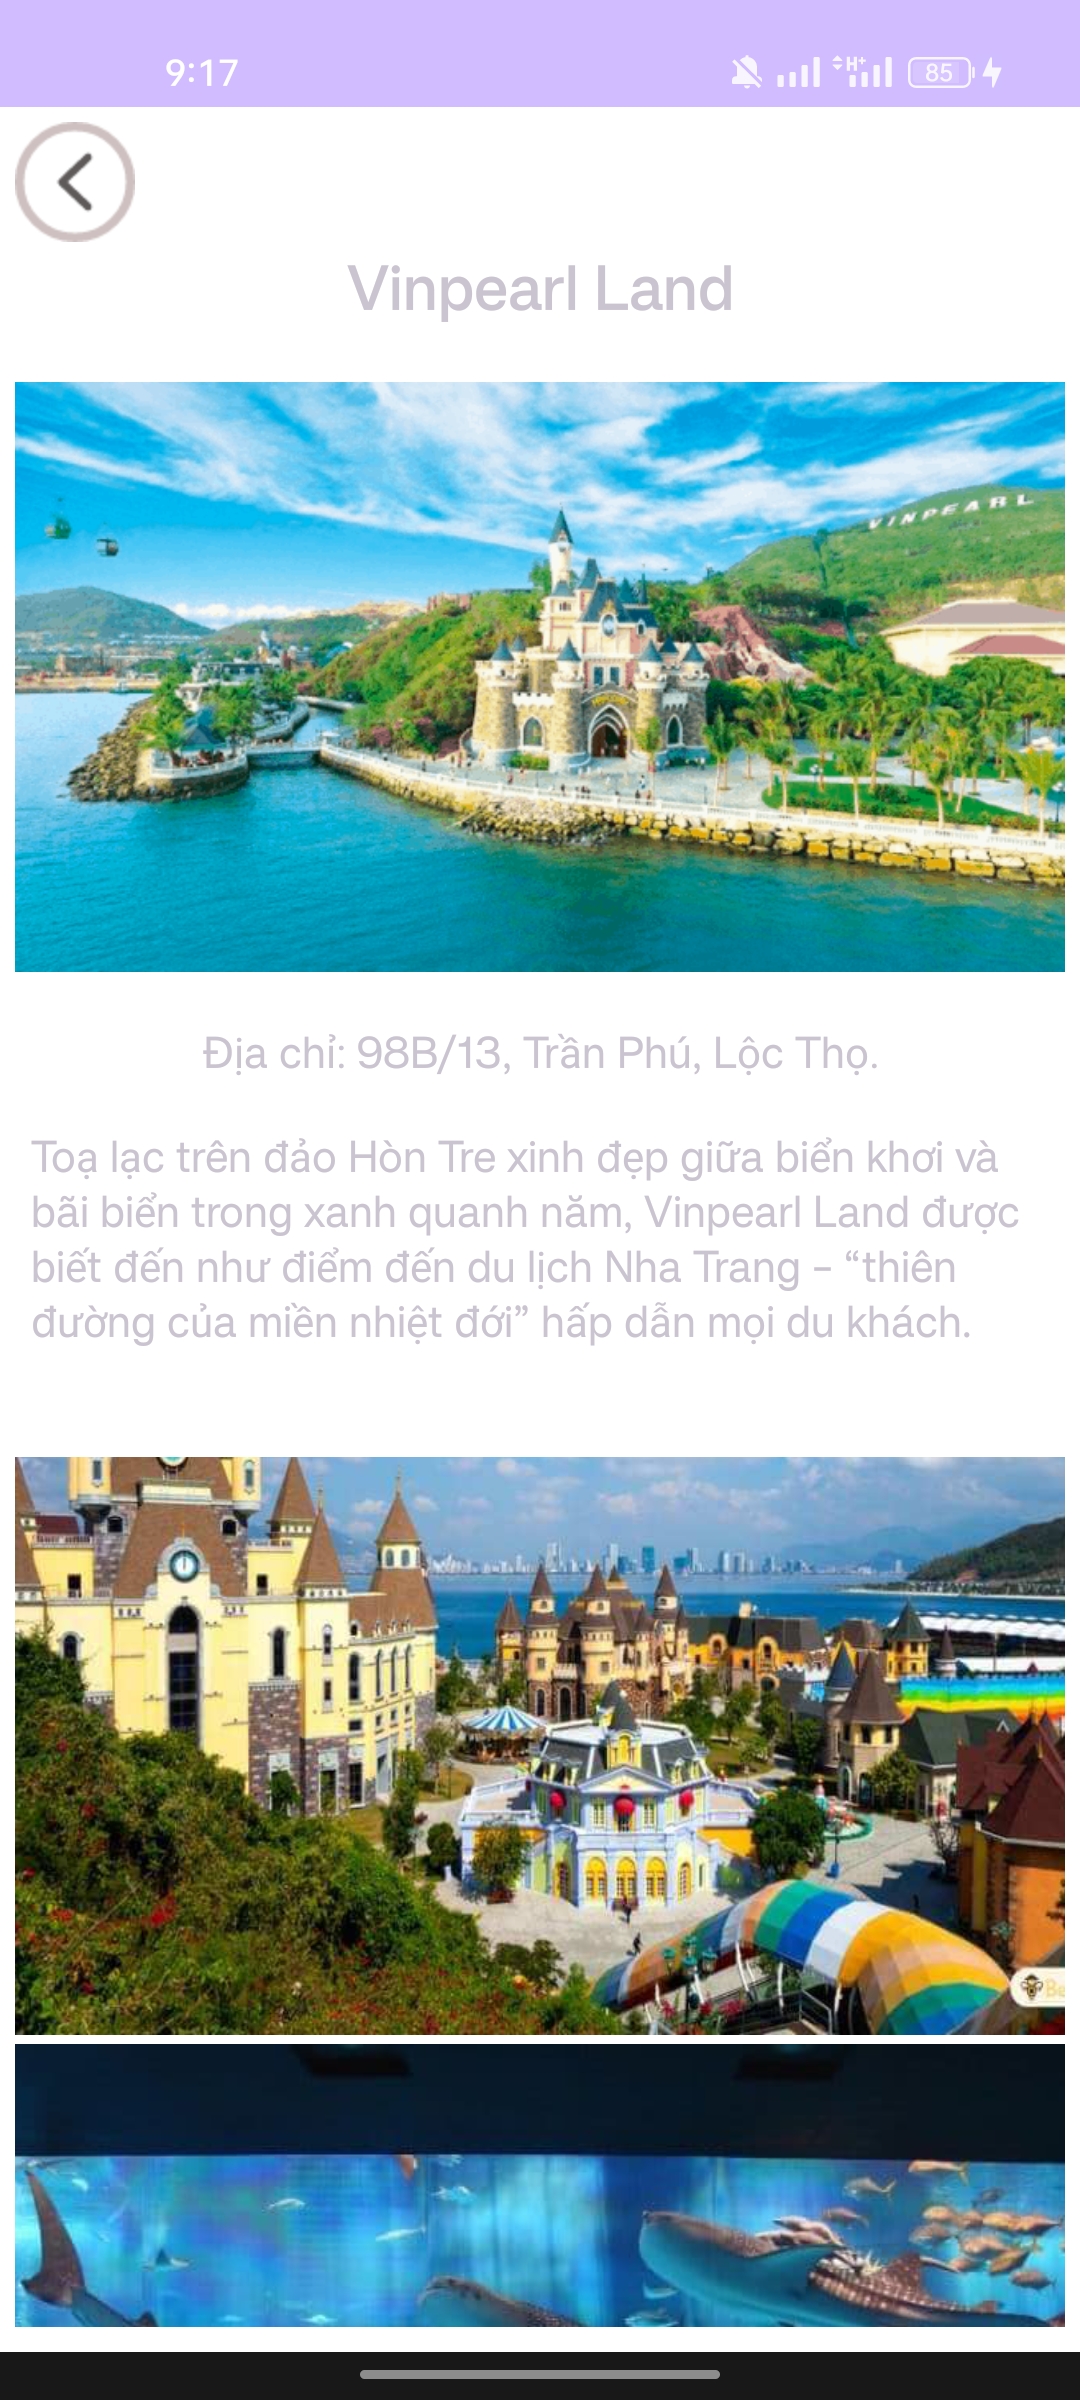 9:17
H+
85
Vinpearl Land
VINPEARL
Địa chỉ: 98B/13, Trần Phú, Lộc Thọ.
Toạ lạc trên đảo Hòn Tre xinh đẹp giữa biển khơi và
bãi biển trong xanh quanh năm, Vinpearl Land được
biết đến như điểm đến du lịch Nha Trang – “thiên
đường của miền nhiệt đới” hấp dẫn mọi du khách.
Be